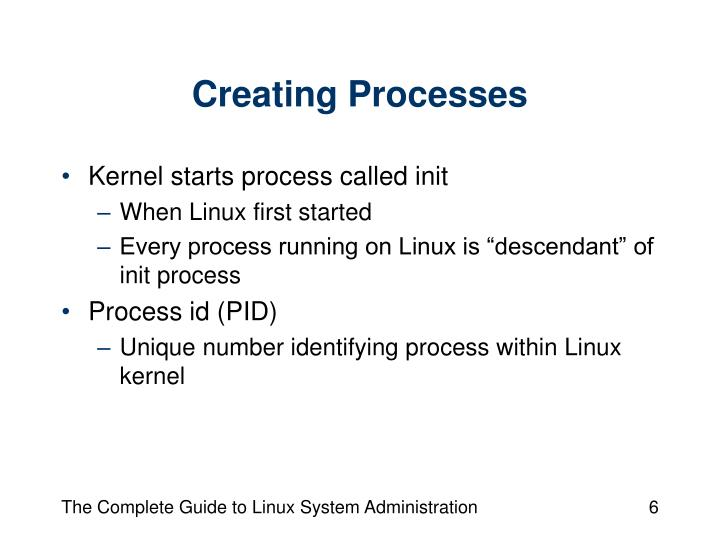 Creating Processes
• Kernel starts process called init
– When Linux first started
– Every process running on Linux is “descendant” of
init process
• Process id (PID)
– Unique number identifying process within Linux
kernel
The Complete Guide to Linux System Administration 6